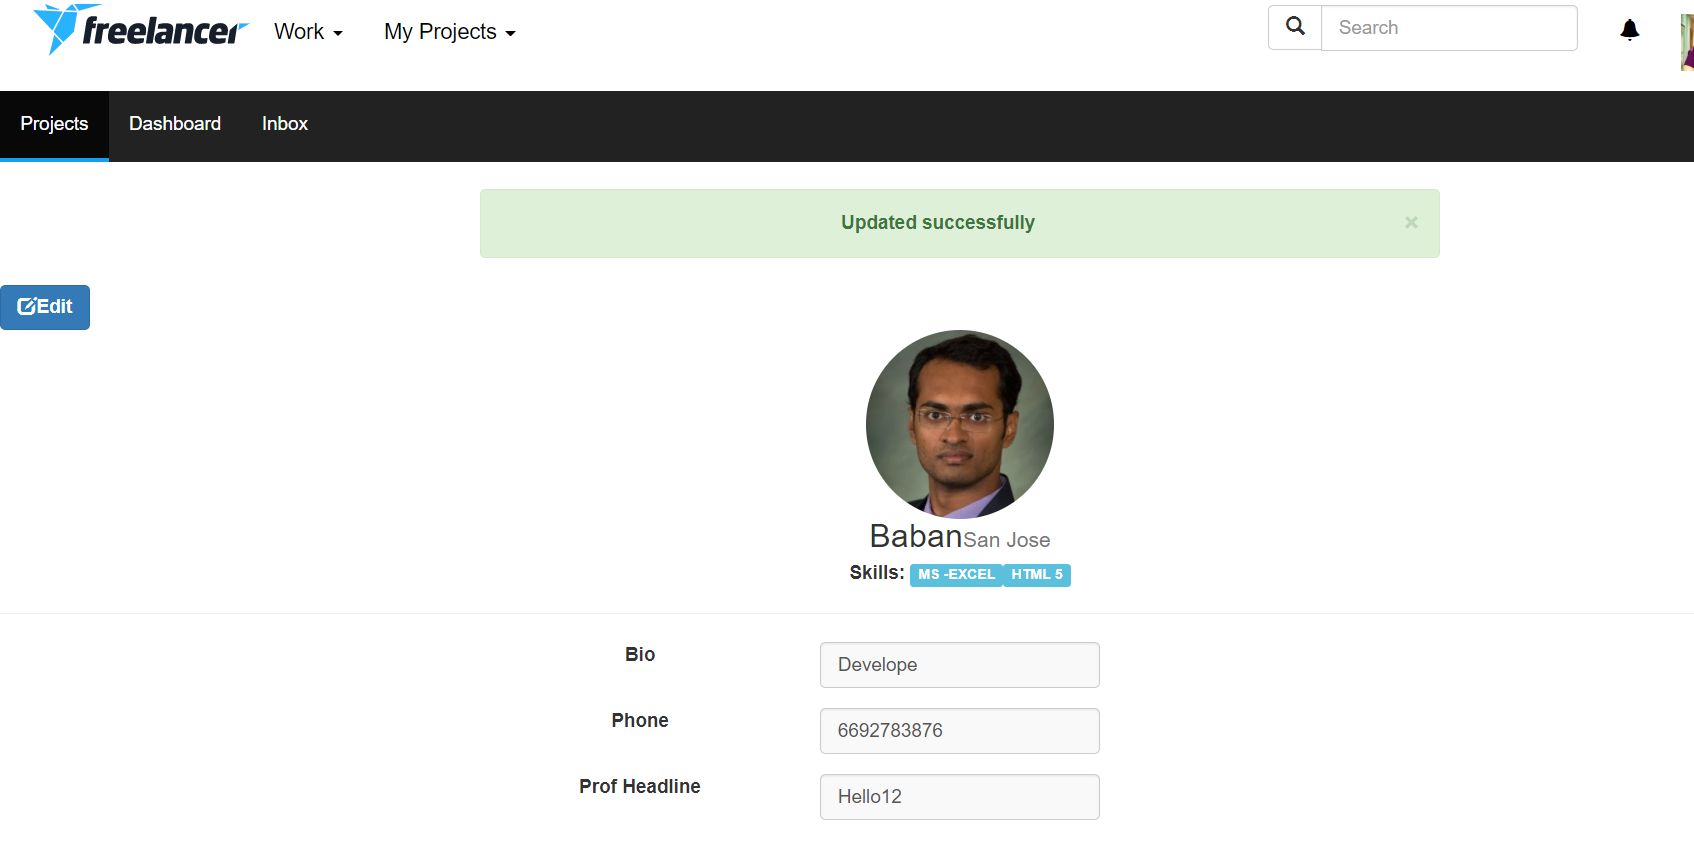 freelancer Work My Projects Search
Projects Dashboard Inbox
Updated successfully ×
Edit
BabanSan Jose
Skills: MS -EXCEL HTML 5
Bio Develope
Phone 6692783876
Prof Headline Hello12